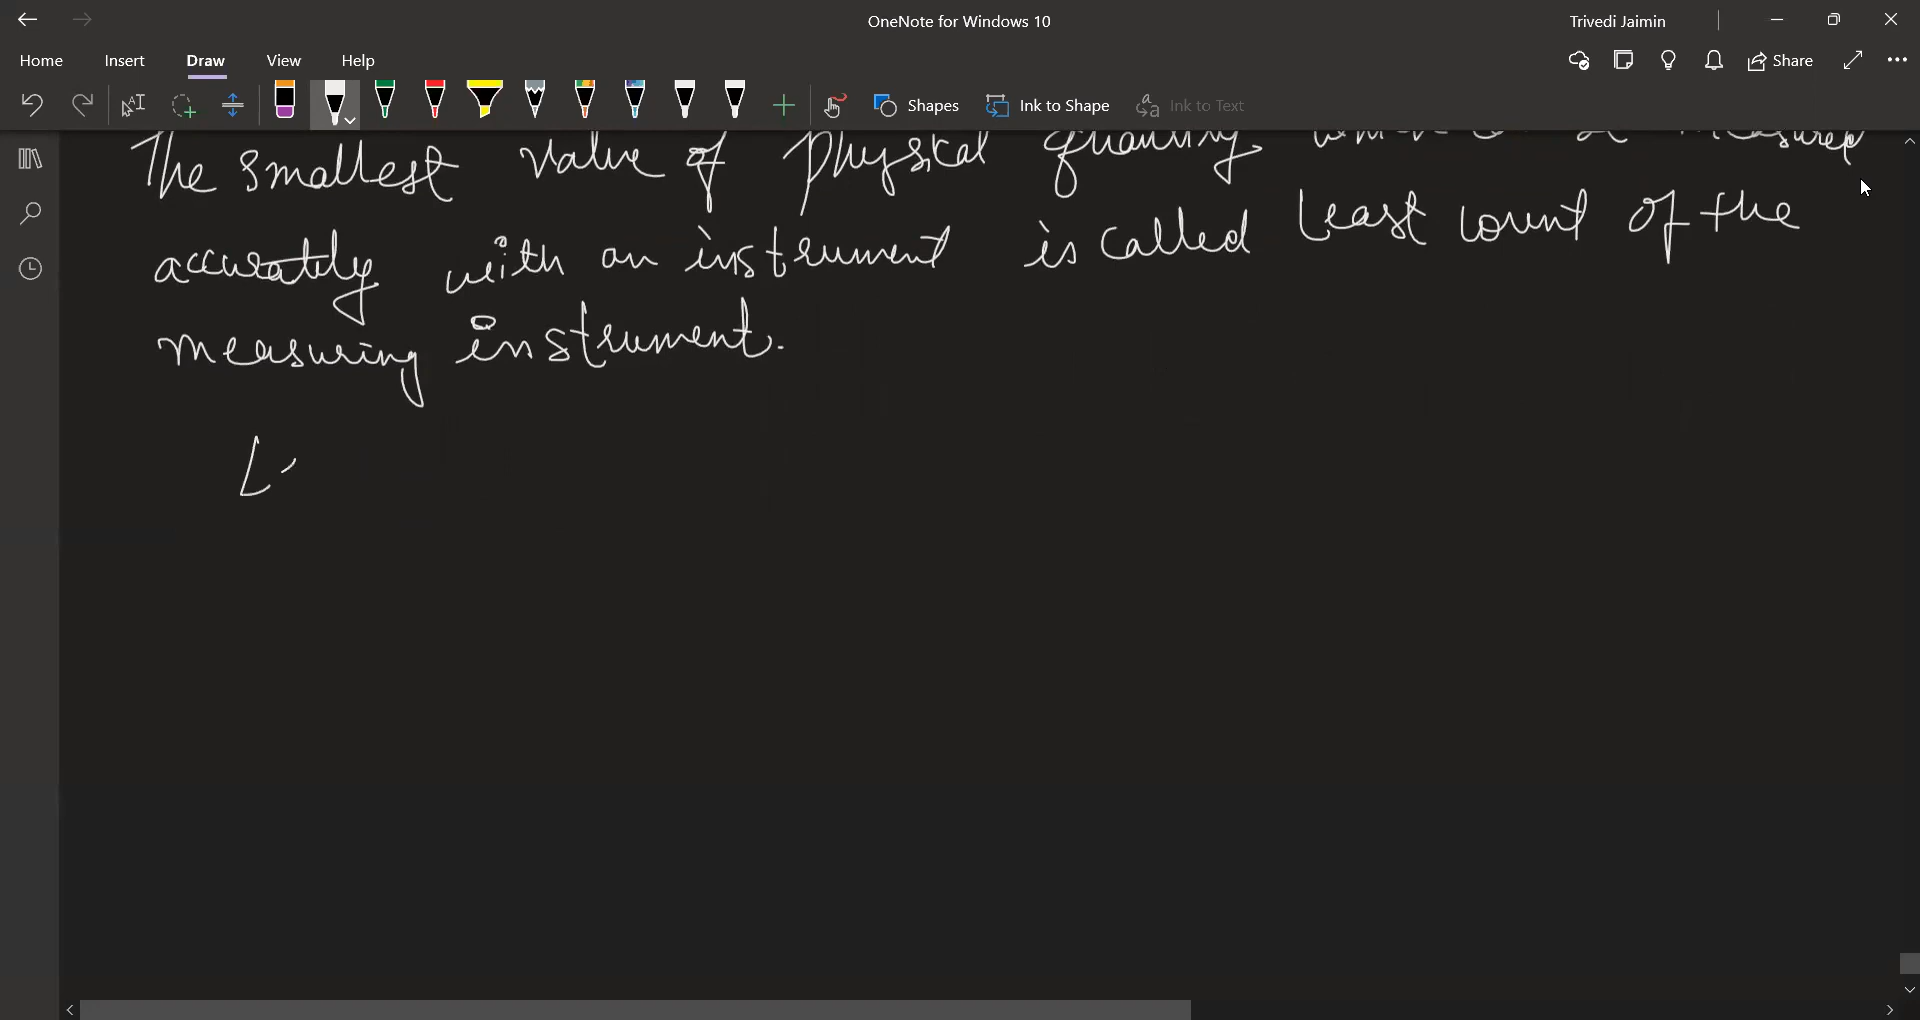 OneNote for Windows 10
Trivedi Jaimin
Home Insert Draw View Help
Share
Shapes Ink to Shape Ink to Text
The smallest value of physical quantity measured
accurately with an instrument is called least count of the
measuring instrument.
L